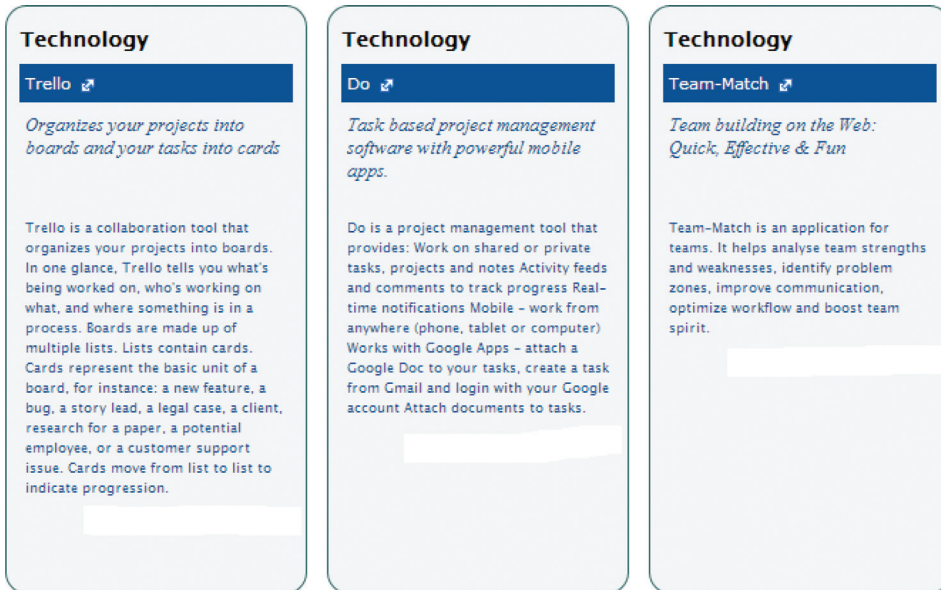 Technology
Trello
Organizes your projects into
boards and your tasks into cards
Trello is a collaboration tool that
organizes your projects into boards.
In one glance, Trello tells you what's
being worked on, who's working on
what, and where something is in a
process. Boards are made up of
multiple lists. Lists contain cards.
Cards represent the basic unit of a
board, for instance: a new feature, a
bug, a story lead, a legal case, a client,
research for a paper, a potential
employee, or a customer support
issue. Cards move from list to list to
indicate progression.
Technology
Do
Task based project management
software with powerful mobile
apps.
Do is a project management tool that
provides: Work on shared or private
tasks, projects and notes Activity feeds
and comments to track progress Real-
time notifications Mobile - work from
anywhere (phone, tablet or computer)
Works with Google Apps - attach a
Google Doc to your tasks, create a task
from Gmail and login with your Google
account Attach documents to tasks.
Technology
Team-Match
Team building on the Web:
Quick, Effective & Fun
Team-Match is an application for
teams. It helps analyse team strengths
and weaknesses, identify problem
zones, improve communication,
optimize workflow and boost team
spirit.